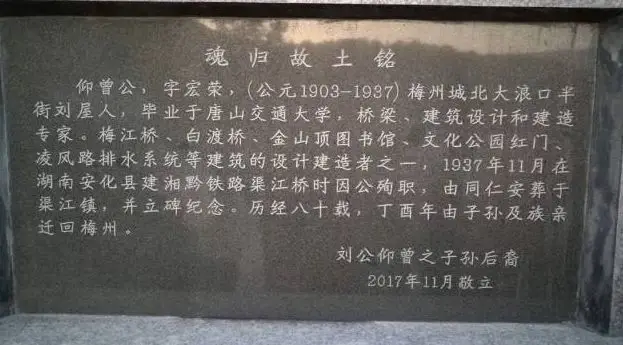 魂归故土铭
仰曾公，字宏荣，(公元1903-1937) 梅州城北大浪口半
街刘屋人，毕业于唐山交通大学，桥梁、建筑设计和建造
专家。梅江桥、白渡桥、金山顶图书馆、文化公园红门、
凌风路排水系统等建筑的设计建造者之一，1937年11月在
湖南安化县建湘黔铁路渠江桥时因公殉职，由同仁安葬于
渠江镇，并立碑纪念。历经八十载，丁酉年由子孙及族亲
迁回梅州。
刘公仰曾之子孙后裔
2017年11月敬立